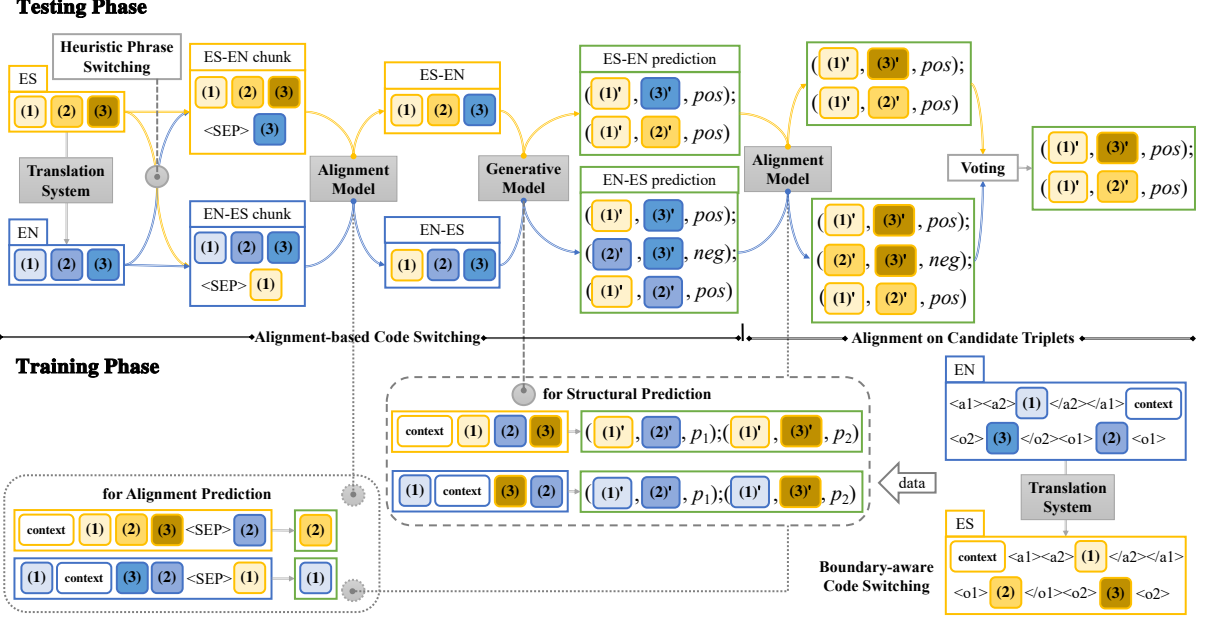 Testing Phase
Heuristic Phrase
Switching
ES
(1) (2) (3)
Translation
System
EN
(1) (2) (3)
ES-EN chunk
(1) (2) (3)
<SEP> (3)
EN-ES chunk
(1) (2) (3)
<SEP> (1)
Alignment
Model
ES-EN
(1) (2) (3)
EN-ES
(1) (2) (3)
Generative
Model
ES-EN prediction
( (1)' , (3)' , pos);
( (1)' , (2)' , pos)
EN-ES prediction
( (1)' , (3)' , pos);
( (2)' , (3)' , neg);
( (1)' , (2)' , pos)
Alignment
Model
( (1)' , (3)' , pos);
( (1)' , (2)' , pos)
( (1)' , (3)' , pos);
( (2)' , (3)' , neg);
( (1)' , (2)' , pos)
Voting
( (1)' , (3)' , pos);
( (1)' , (2)' , pos)
Alignment-based Code Switching
Alignment on Candidate Triplets
Training Phase
for Alignment Prediction
context (1) (2) (3) <SEP> (2) (2)
(1) context (3) (2) <SEP> (1) (1)
for Structural Prediction
context (1) (2) (3) ( (1)' , (2)' , p1);( (1)' , (3)' , p2)
(1) context (3) (2) ( (1)' , (2)' , p1);( (1)' , (3)' , p2)
data
EN
<a1><a2> (1) </a2></a1> context
<o2> (3) </o2><o1> (2) <o1>
Translation
System
ES
context <a1><a2> (1) </a2></a1>
<o1> (2) </o1><o2> (3) <o2>
Boundary-aware
Code Switching